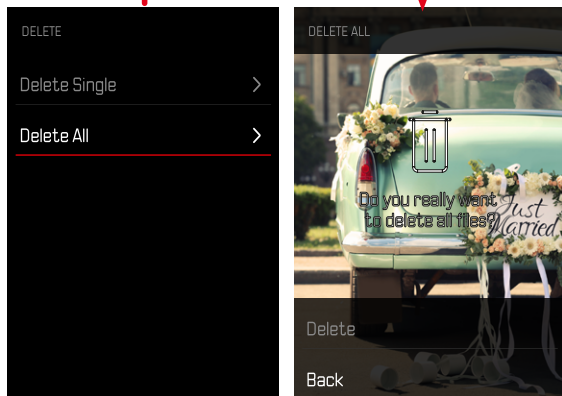 DELETE
Delete Single
Delete All
DELETE ALL
Do you really want
to delete all files?
Just
Married
Delete
Back